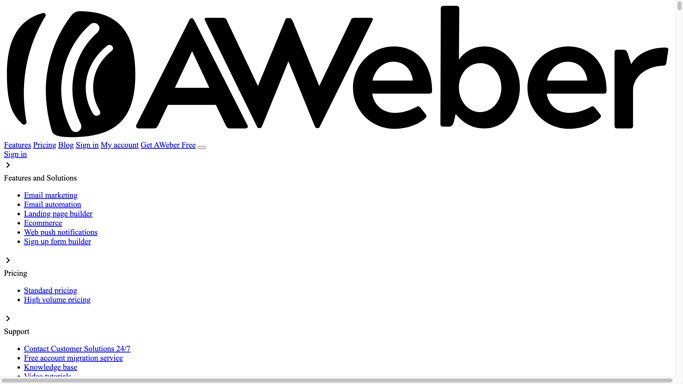 AWeber
Features Pricing Blog Sign in My account Get AWeber Free
Sign in
Features and Solutions
Email marketing
Email automation
Landing page builder
Ecommerce
Web push notifications
Sign up form builder
Pricing
Standard pricing
High volume pricing
Support
Contact Customer Solutions 24/7
Free account migration service
Knowledge base
Video tutorials